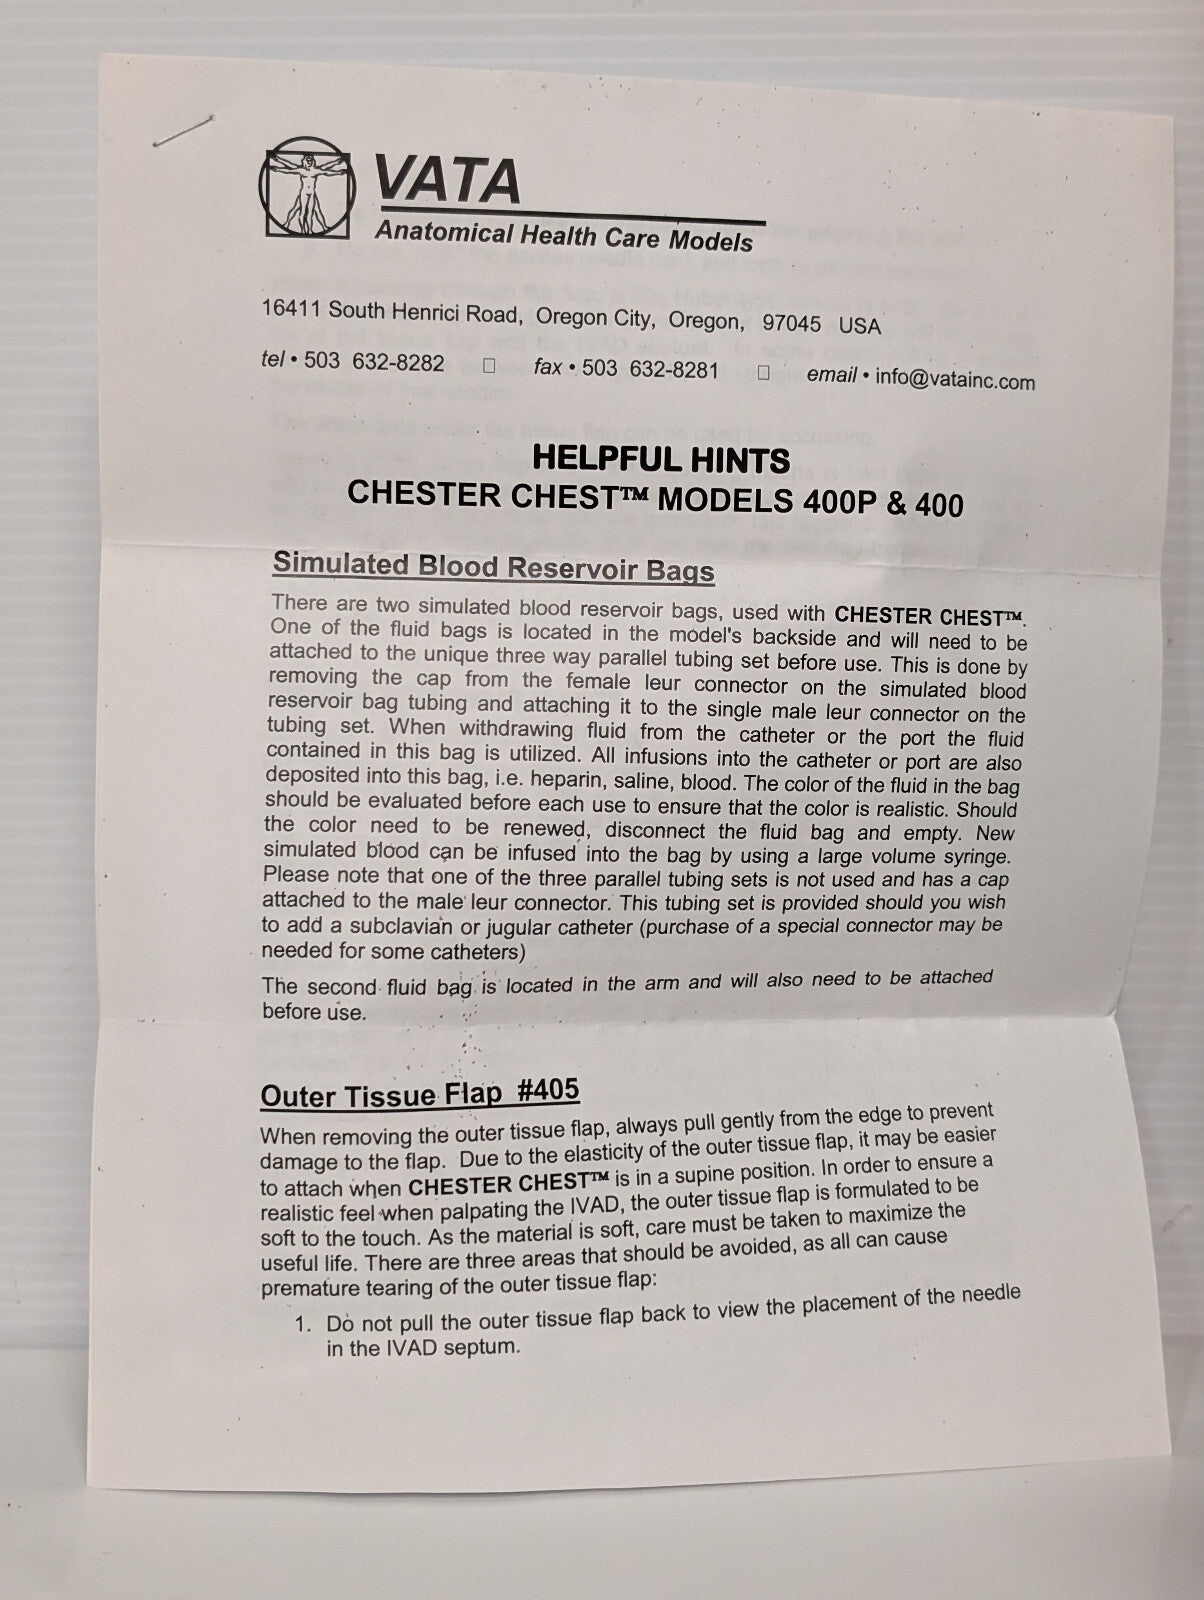 VATA
Anatomical Health Care Models
16411 South Henrici Road, Oregon City, Oregon, 97045 USA
tel • 503 632-8282 □ fax • 503 632-8281 □ email • info@vatainc.com
HELPFUL HINTS
CHESTER CHEST™ MODELS 400P & 400
Simulated Blood Reservoir Bags
There are two simulated blood reservoir bags, used with CHESTER CHEST™.
One of the fluid bags is located in the model's backside and will need to be
attached to the unique three way parallel tubing set before use. This is done by
removing the cap from the female leur connector on the simulated blood
reservoir bag tubing and attaching it to the single male leur connector on the
tubing set. When withdrawing fluid from the catheter or the port the fluid
contained in this bag is utilized. All infusions into the catheter or port are also
deposited into this bag, i.e. heparin, saline, blood. The color of the fluid in the bag
should be evaluated before each use to ensure that the color is realistic. Should
the color need to be renewed, disconnect the fluid bag and empty. New
simulated blood can be infused into the bag by using a large volume syringe.
Please note that one of the three parallel tubing sets is not used and has a cap
attached to the male leur connector. This tubing set is provided should you wish
to add a subclavian or jugular catheter (purchase of a special connector may be
needed for some catheters)
The second fluid bag is located in the arm and will also need to be attached
before use.
Outer Tissue Flap #405
When removing the outer tissue flap, always pull gently from the edge to prevent
damage to the flap. Due to the elasticity of the outer tissue flap, it may be easier
to attach when CHESTER CHEST™ is in a supine position. In order to ensure a
realistic feel when palpating the IVAD, the outer tissue flap is formulated to be
soft to the touch. As the material is soft, care must be taken to maximize the
useful life. There are three areas that should be avoided, as all can cause
premature tearing of the outer tissue flap:
1. Do not pull the outer tissue flap back to view the placement of the needle
in the IVAD septum.